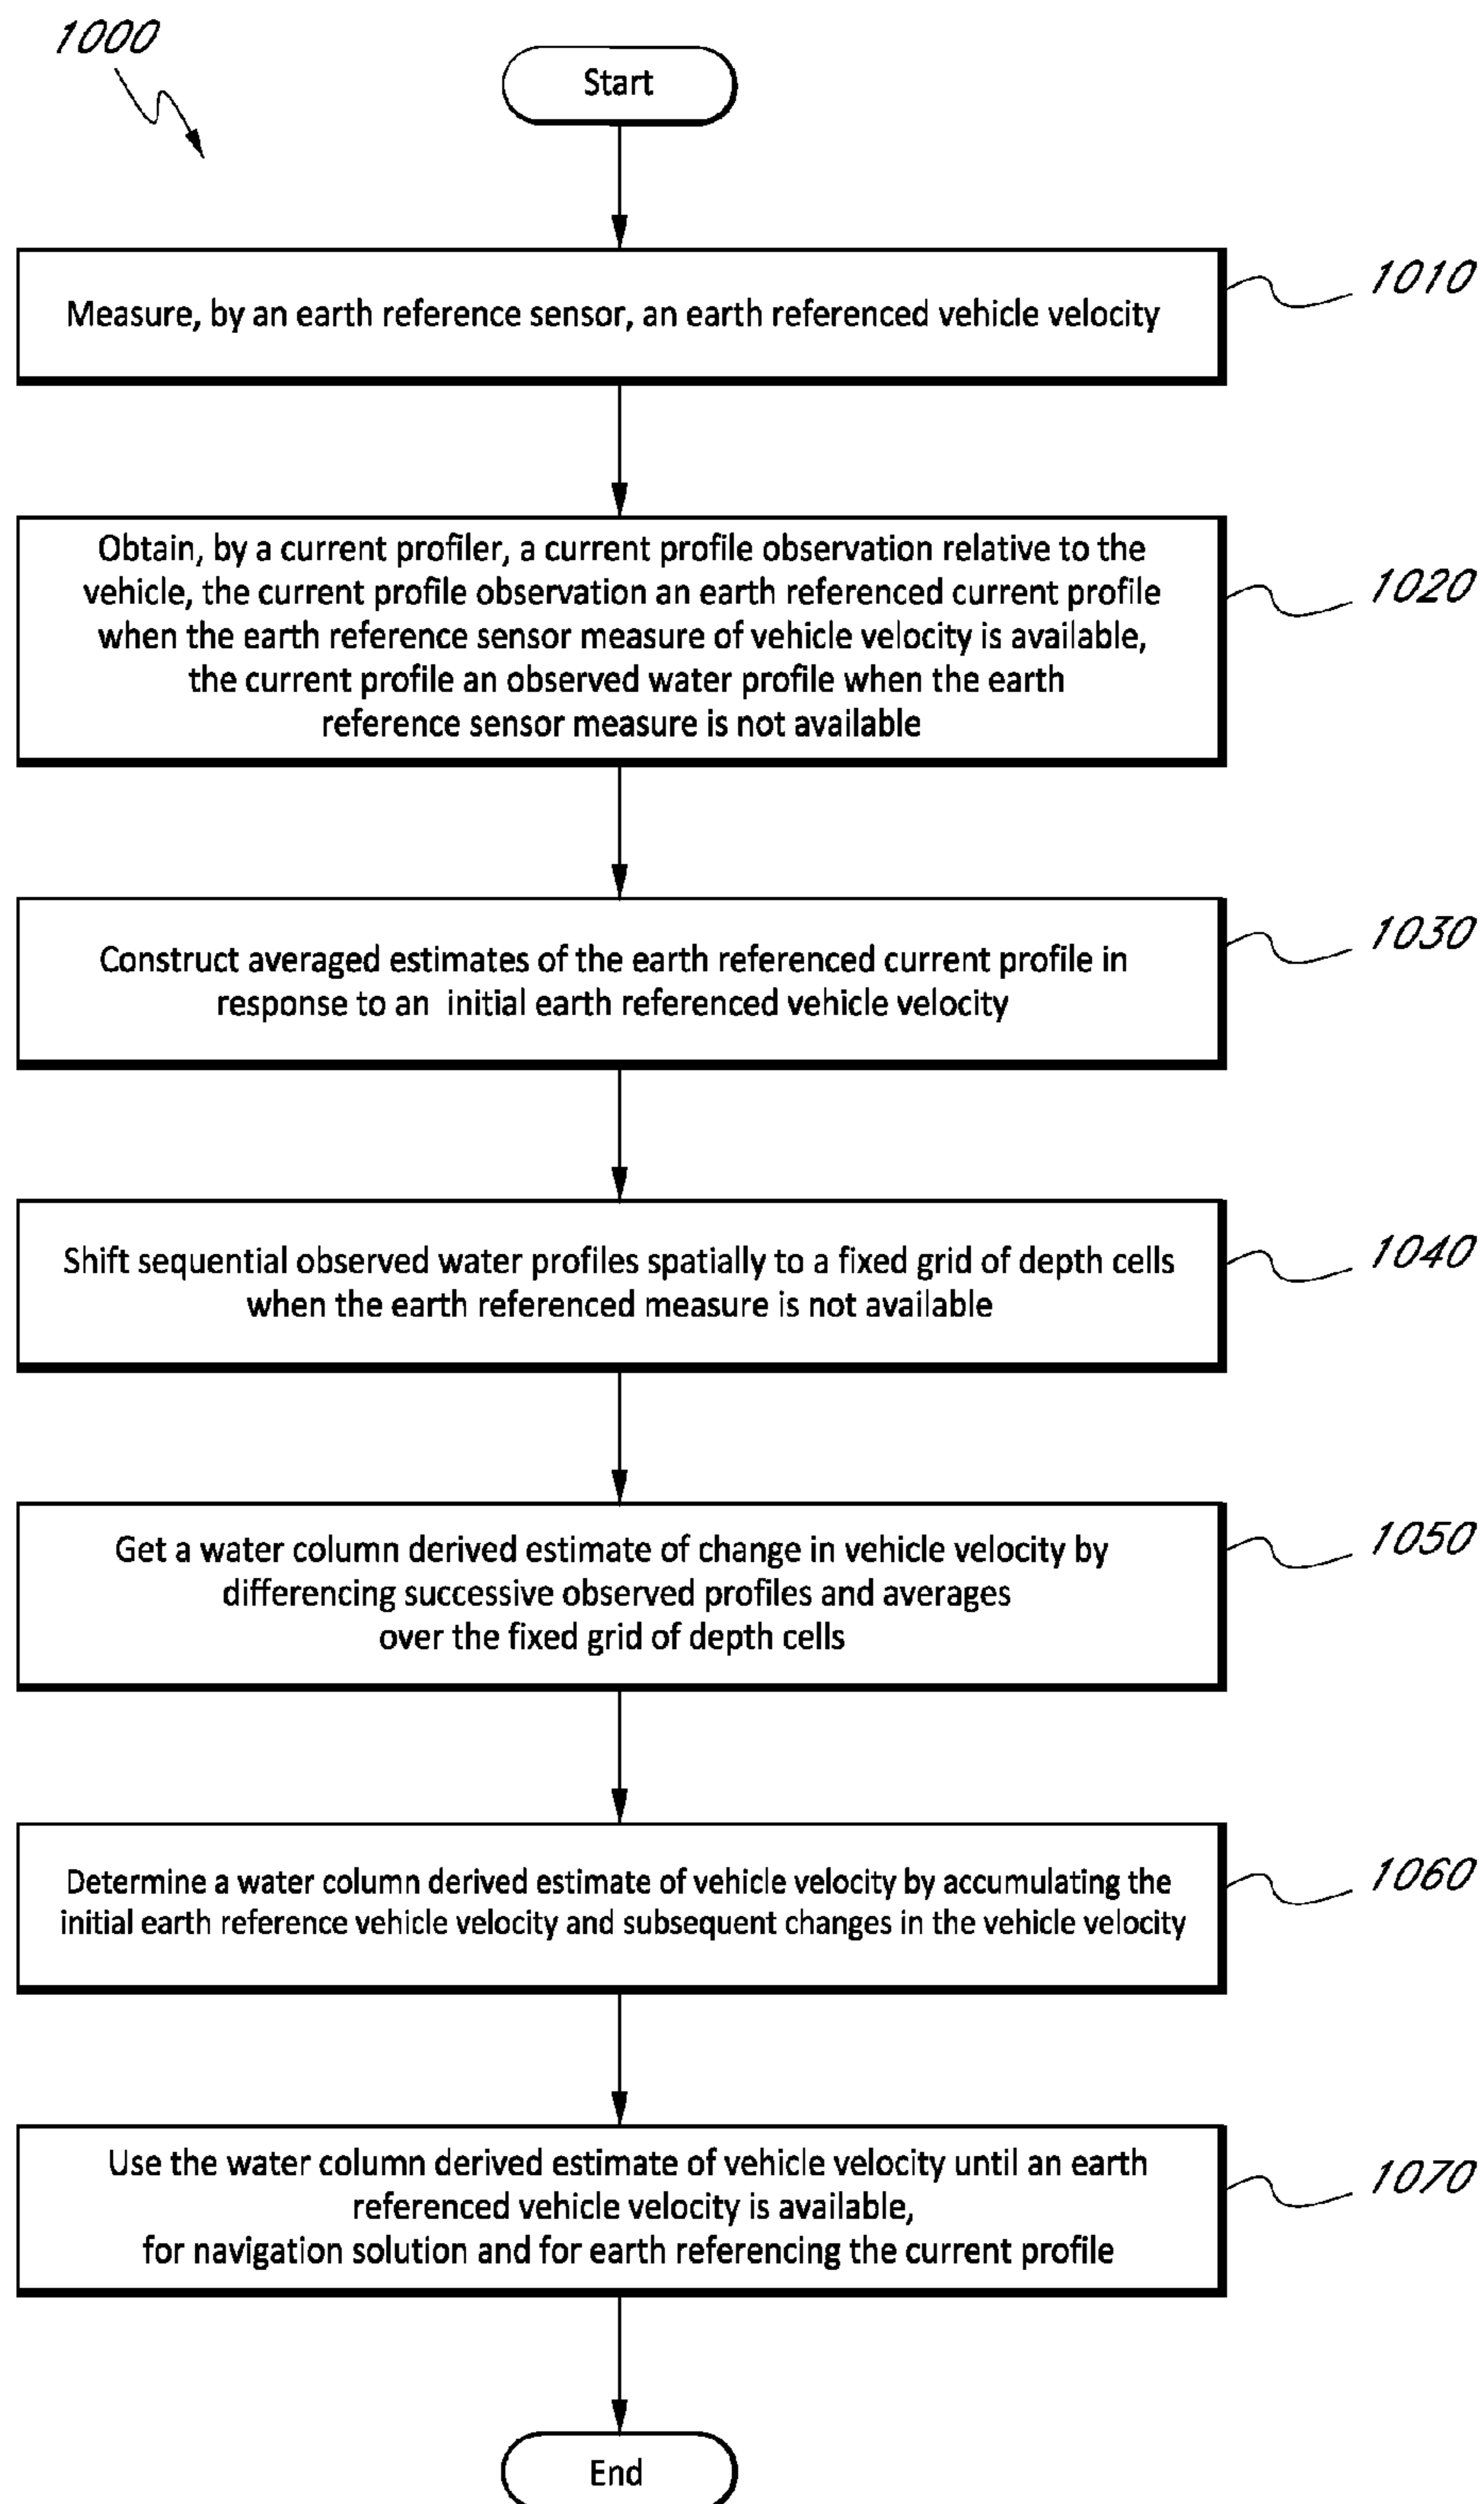 1000
Start
Measure, by an earth reference sensor, an earth referenced vehicle velocity
1010
Obtain, by a current profiler, a current profile observation relative to the
vehicle, the current profile observation an earth referenced current profile
when the earth reference sensor measure of vehicle velocity is available,
the current profile an observed water profile when the earth
reference sensor measure is not available
1020
Construct averaged estimates of the earth referenced current profile in
response to an initial earth referenced vehicle velocity
1030
Shift sequential observed water profiles spatially to a fixed grid of depth cells
when the earth referenced measure is not available
1040
Get a water column derived estimate of change in vehicle velocity by
differencing successive observed profiles and averages
over the fixed grid of depth cells
1050
Determine a water column derived estimate of vehicle velocity by accumulating the
initial earth reference vehicle velocity and subsequent changes in the vehicle velocity
1060
Use the water column derived estimate of vehicle velocity until an earth
referenced vehicle velocity is available,
for navigation solution and for earth referencing the current profile
1070
End